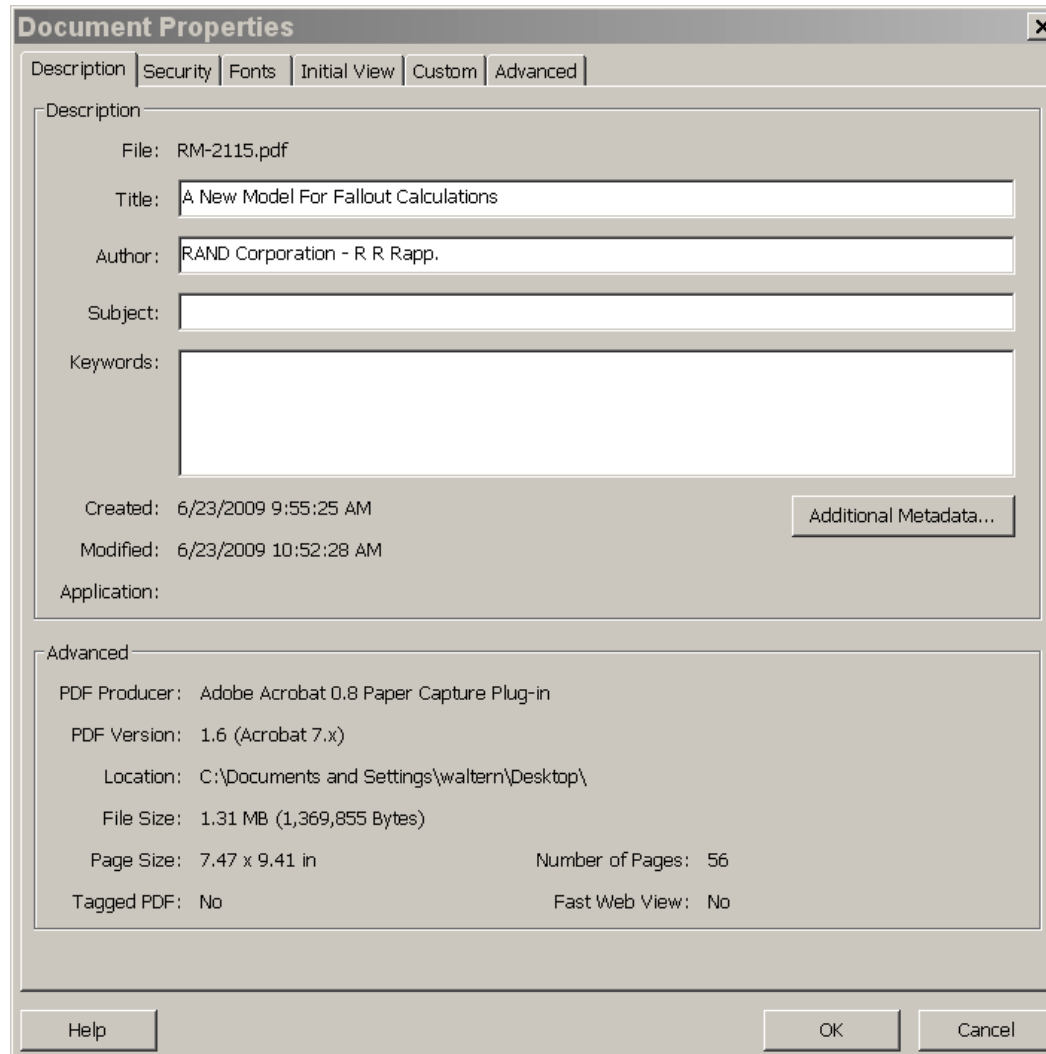 Document Properties
Description Security Fonts Initial View Custom Advanced
Description
File: RM-2115.pdf
Title: A New Model For Fallout Calculations
Author: RAND Corporation - R R Rapp.
Subject:
Keywords:
Created: 6/23/2009 9:55:25 AM
Additional Metadata...
Modified: 6/23/2009 10:52:28 AM
Application:
Advanced
PDF Producer: Adobe Acrobat 0.8 Paper Capture Plug-in
PDF Version: 1.6 (Acrobat 7.x)
Location: C:\Documents and Settings\waltern\Desktop\
File Size: 1.31 MB (1,369,855 Bytes)
Page Size: 7.47 x 9.41 in Number of Pages: 56
Tagged PDF: No Fast Web View: No
Help OK Cancel